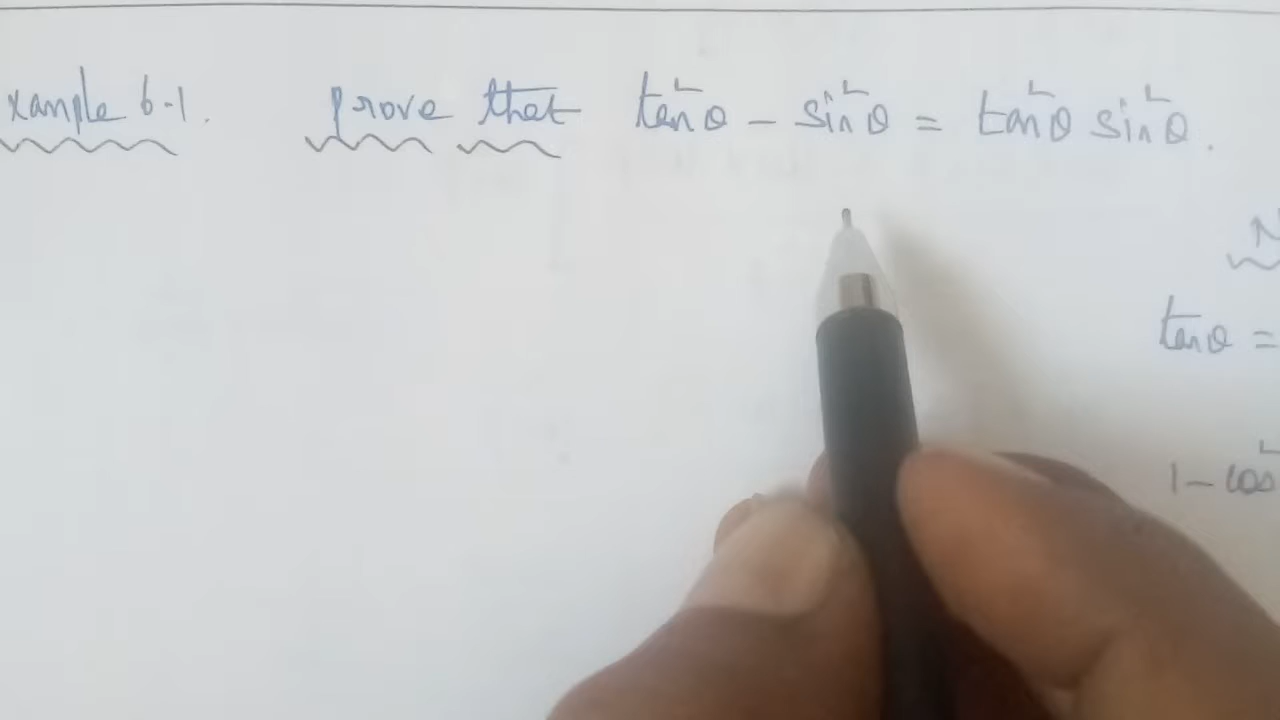 xample 6.1. prove that tan²θ - sin²θ = tan²θ sin²θ.
N
tanθ =
1 - cos²